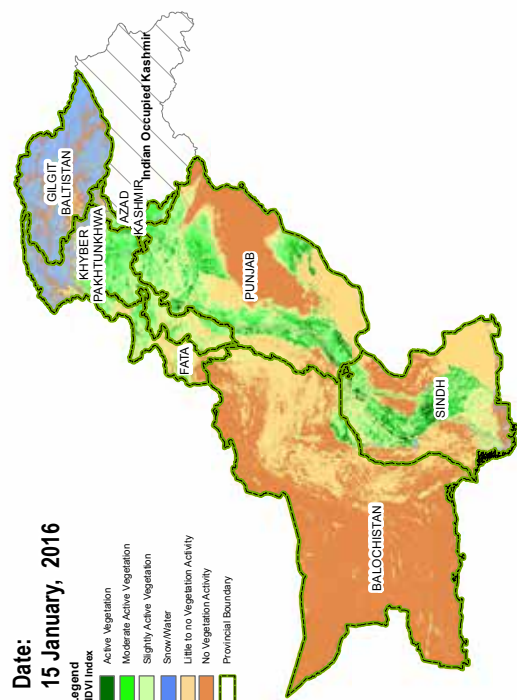 Date:
15 January, 2016
Legend
NDVI Index
Active Vegetation
Moderate Active Vegetation
Slightly Active Vegetation
Snow/Water
Little to no Vegetation Activity
No Vegetation Activity
Provincial Boundary
GILGIT
BALTISTAN
KHYBER
PAKHTUNKHWA
AZAD
KASHMIR
Indian Occupied Kashmir
FATA
PUNJAB
BALOCHISTAN
SINDH